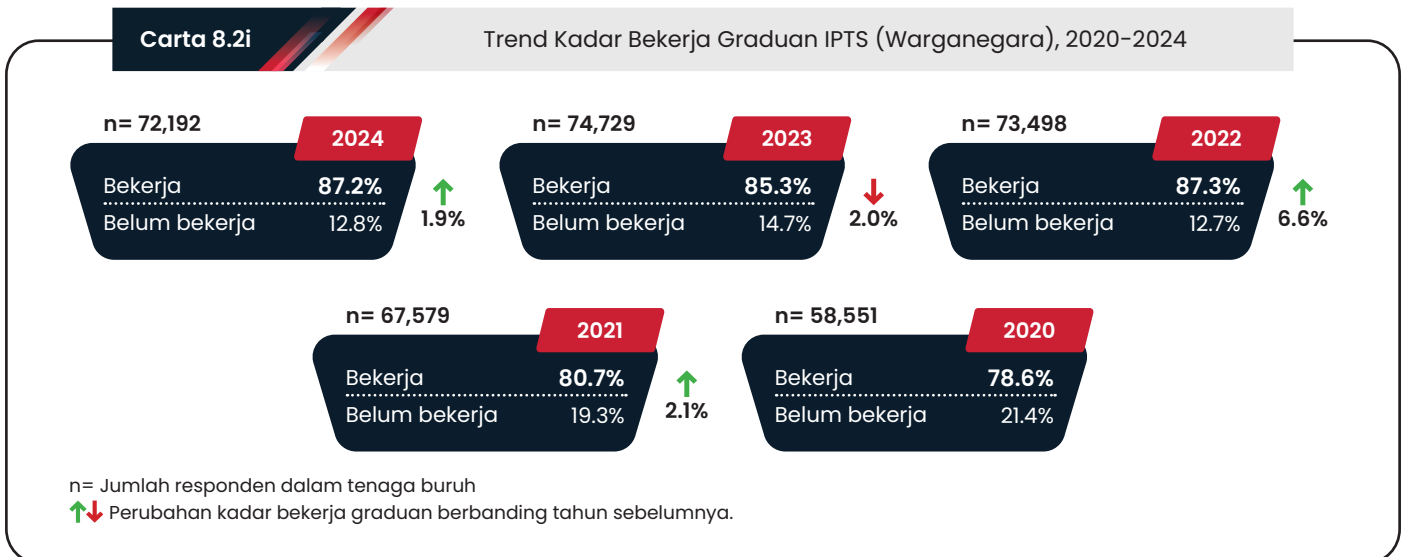 Carta 8.2i
Trend Kadar Bekerja Graduan IPTS (Warganegara), 2020-2024
n= 72,192
2024
Bekerja 87.2%
Belum bekerja 12.8%
1.9%
n= 74,729
2023
Bekerja 85.3%
Belum bekerja 14.7%
2.0%
n= 73,498
2022
Bekerja 87.3%
Belum bekerja 12.7%
6.6%
n= 67,579
2021
Bekerja 80.7%
Belum bekerja 19.3%
2.1%
n= 58,551
2020
Bekerja 78.6%
Belum bekerja 21.4%
n= Jumlah responden dalam tenaga buruh
↑↓ Perubahan kadar bekerja graduan berbanding tahun sebelumnya.